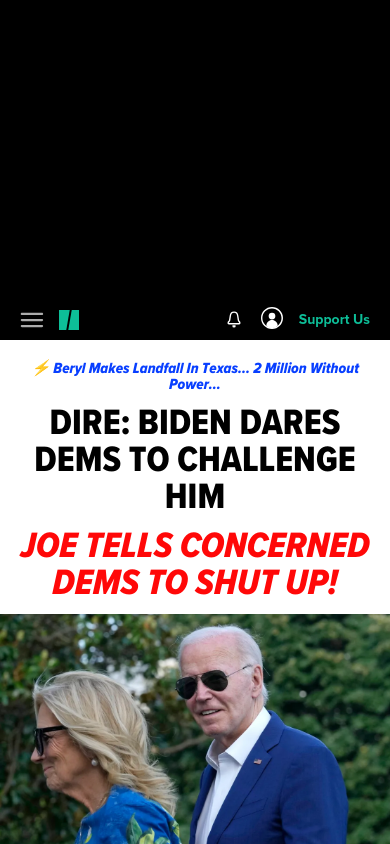 Support Us
⚡ Beryl Makes Landfall In Texas... 2 Million Without
Power...
DIRE: BIDEN DARES
DEMS TO CHALLENGE
HIM
JOE TELLS CONCERNED
DEMS TO SHUT UP!